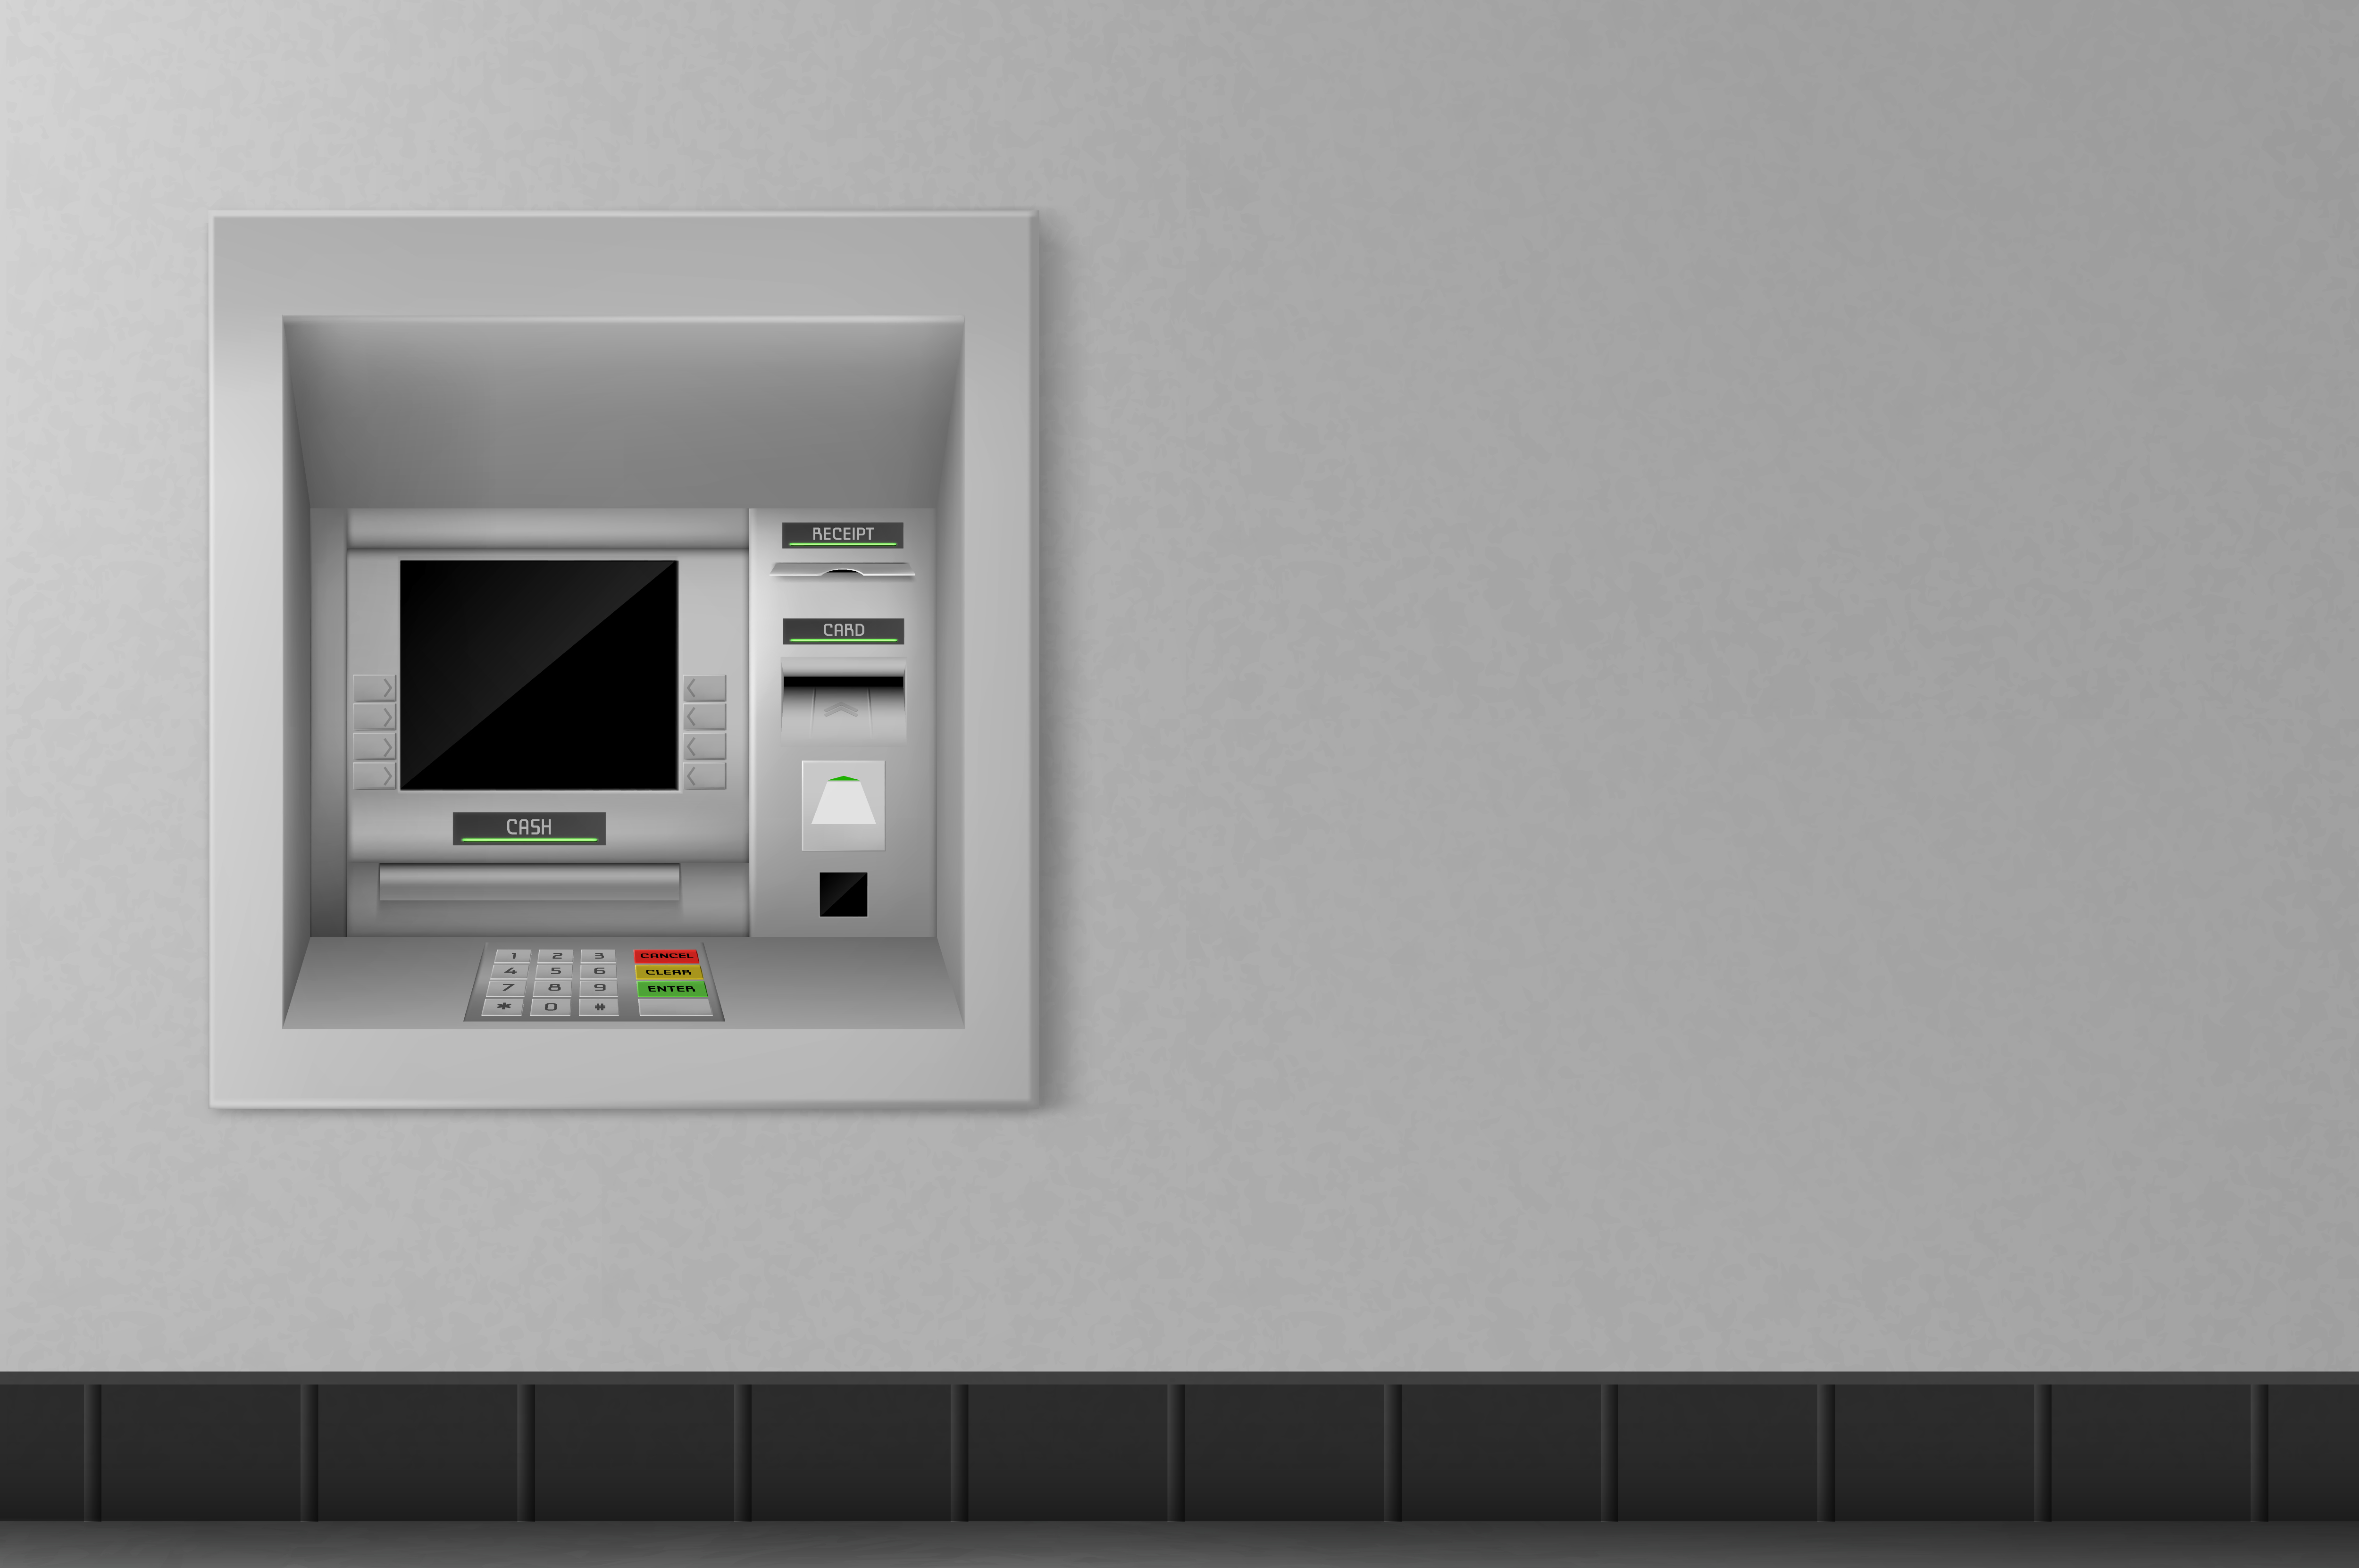 RECEIPT
CARD
CASH
1 2 3 CANCEL
4 5 6 CLEAR
7 8 9 ENTER
* 0 #